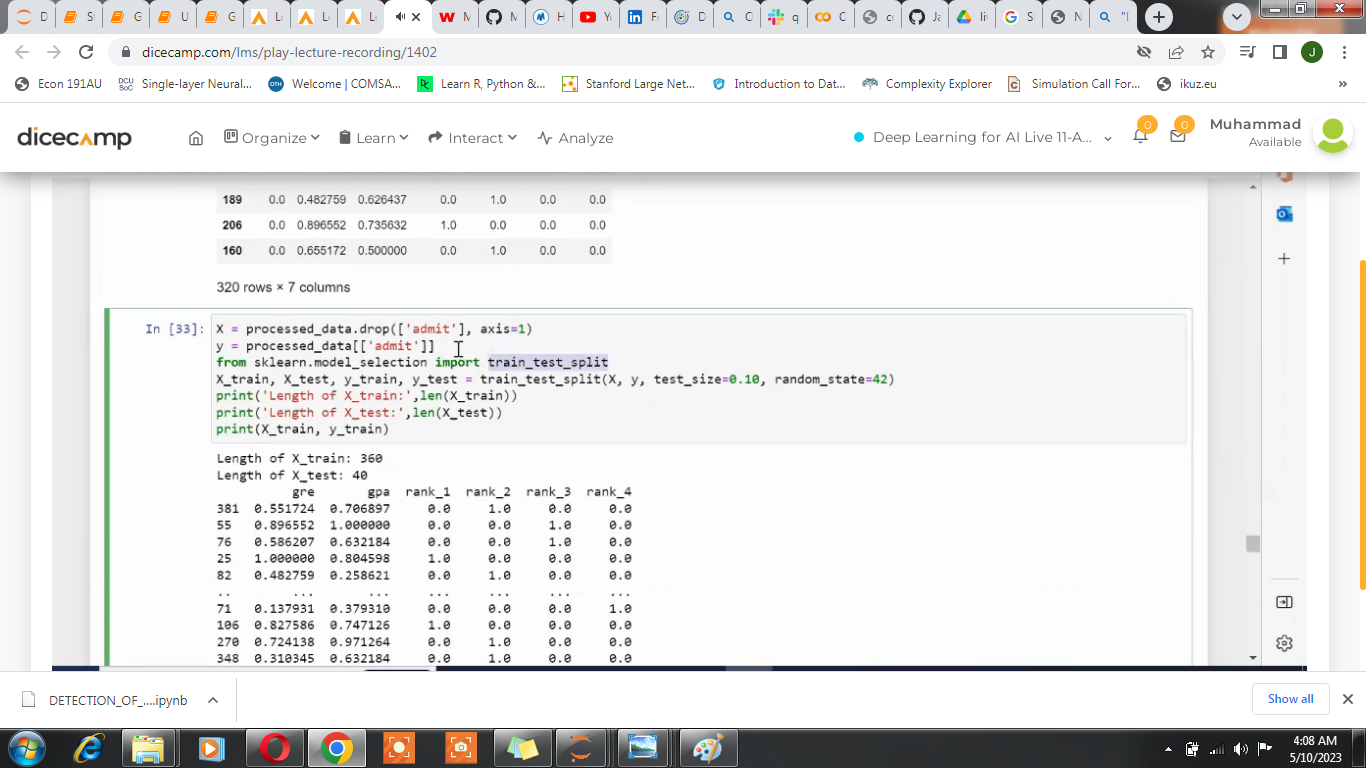 D
St
G
U
G
Le
Le
Le
M
M
H
Yo
Fe
D
C
q
C
co
Ja
liv
S
N
"[
dicecamp.com/lms/play-lecture-recording/1402
J
Econ 191AU
Single-layer Neural...
Welcome | COMSA...
Learn R, Python &...
Stanford Large Net...
Introduction to Dat...
Complexity Explorer
Simulation Call For...
ikuz.eu
»
dicecamp
Organize
Learn
Interact
Analyze
Deep Learning for AI Live 11-A...
0
0
Muhammad
Available
189 0.0 0.482759 0.626437 0.0 1.0 0.0 0.0
206 0.0 0.896552 0.735632 1.0 0.0 0.0 0.0
160 0.0 0.655172 0.500000 0.0 1.0 0.0 0.0
320 rows × 7 columns
In [33]: X = processed_data.drop(['admit'], axis=1)
y = processed_data[['admit']]
from sklearn.model_selection import train_test_split
X_train, X_test, y_train, y_test = train_test_split(X, y, test_size=0.10, random_state=42)
print('Length of X_train:',len(X_train))
print('Length of X_test:',len(X_test))
print(X_train, y_train)
Length of X_train: 360
Length of X_test: 40
gre gpa rank_1 rank_2 rank_3 rank_4
381 0.551724 0.706897 0.0 1.0 0.0 0.0
55 0.896552 1.000000 0.0 0.0 1.0 0.0
76 0.586207 0.632184 0.0 0.0 1.0 0.0
25 1.000000 0.804598 1.0 0.0 0.0 0.0
82 0.482759 0.258621 0.0 1.0 0.0 0.0
.. ... ... ... ... ... ...
71 0.137931 0.379310 0.0 0.0 0.0 1.0
106 0.827586 0.747126 1.0 0.0 0.0 0.0
270 0.724138 0.971264 0.0 1.0 0.0 0.0
348 0.310345 0.632184 0.0 1.0 0.0 0.0
DETECTION_OF_....ipynb
Show all
4:08 AM
5/10/2023